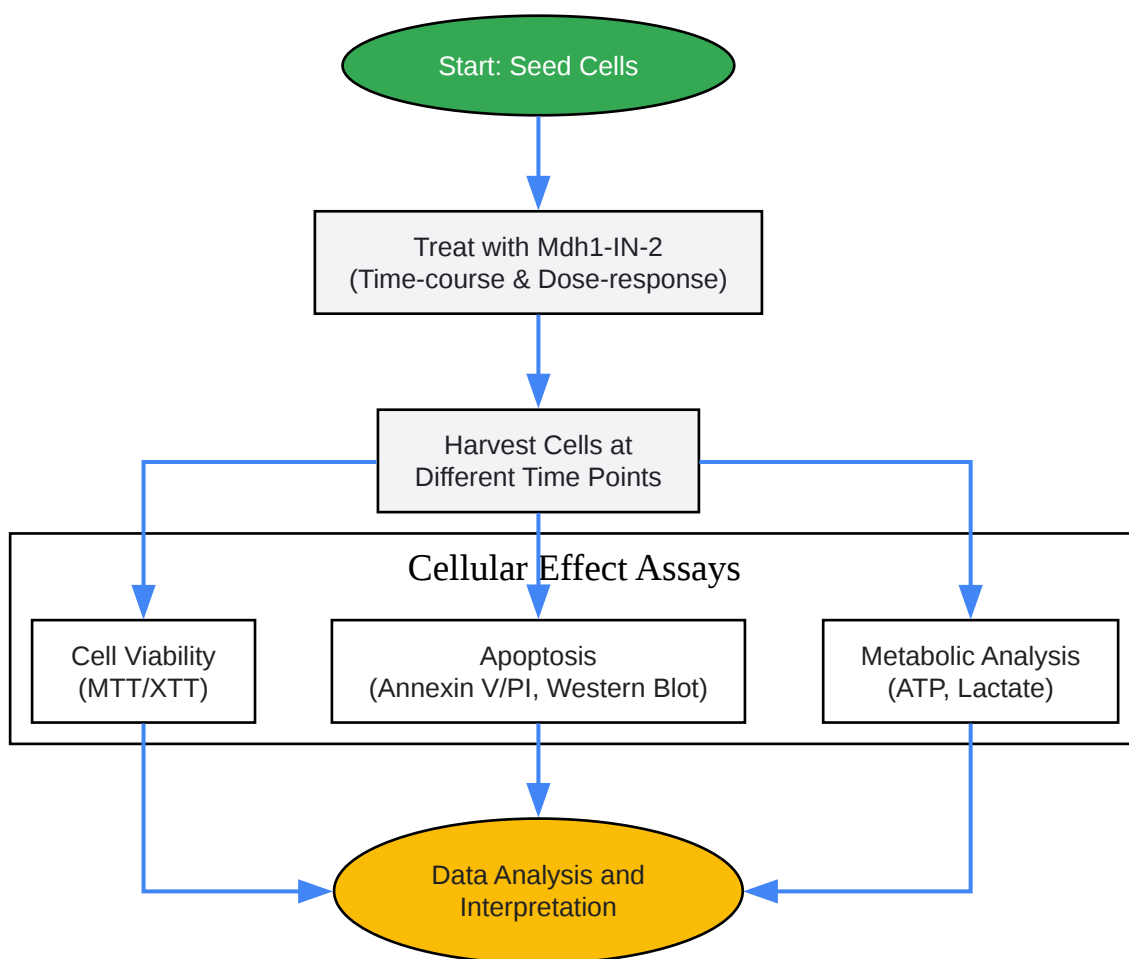 Start: Seed Cells
Treat with Mdh1-IN-2
(Time-course & Dose-response)
Harvest Cells at
Different Time Points
Cellular Effect Assays
Cell Viability
(MTT/XTT)
Apoptosis
(Annexin V/PI, Western Blot)
Metabolic Analysis
(ATP, Lactate)
Data Analysis and
Interpretation